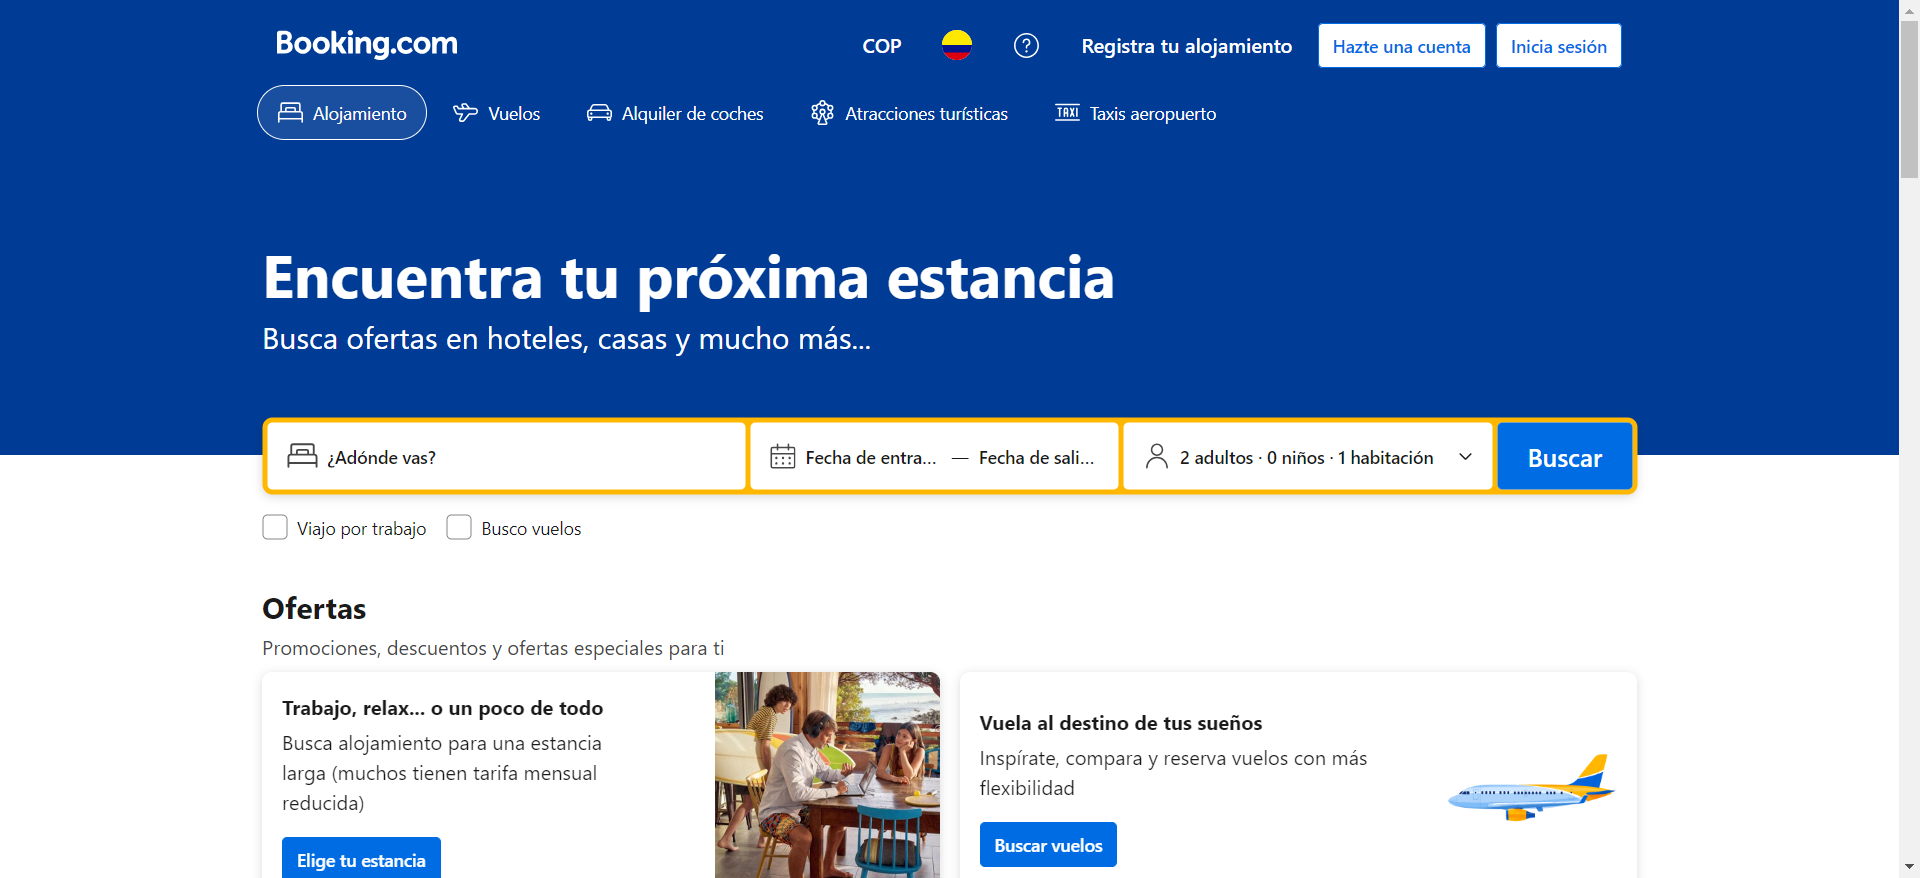 Booking.com
COP
Registra tu alojamiento
Hazte una cuenta
Inicia sesión
Alojamiento
Vuelos
Alquiler de coches
Atracciones turísticas
TAXI
Taxis aeropuerto
Encuentra tu próxima estancia
Busca ofertas en hoteles, casas y mucho más...
¿Adónde vas?
Fecha de entra... — Fecha de sali...
2 adultos · 0 niños · 1 habitación
Buscar
Viajo por trabajo
Busco vuelos
Ofertas
Promociones, descuentos y ofertas especiales para ti
Trabajo, relax... o un poco de todo
Busca alojamiento para una estancia
larga (muchos tienen tarifa mensual
reducida)
Elige tu estancia
Vuela al destino de tus sueños
Inspírate, compara y reserva vuelos con más
flexibilidad
Buscar vuelos